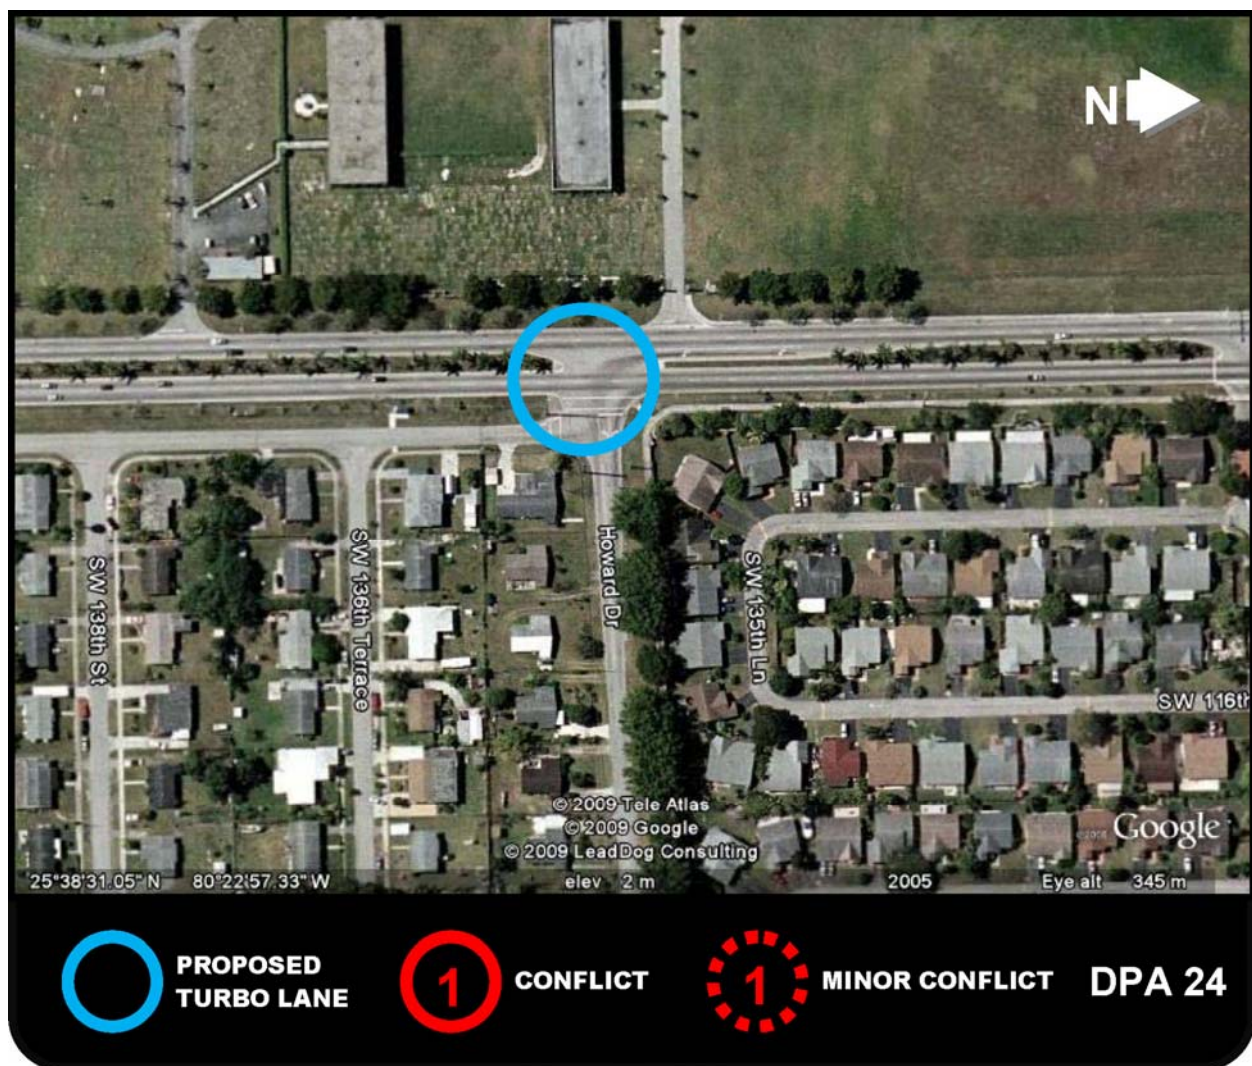 N
Howard Dr
SW 138th St
SW 136th Terrace
SW 135th Ln
SW 116th
© 2009 Tele Atlas
© 2009 Google
© 2009 LeadDog Consulting
Google
25°38'31.05" N 80°22'57.33" W elev 2 m 2005 Eye alt 345 m
PROPOSED
TURBO LANE
1
CONFLICT
1
MINOR CONFLICT
DPA 24